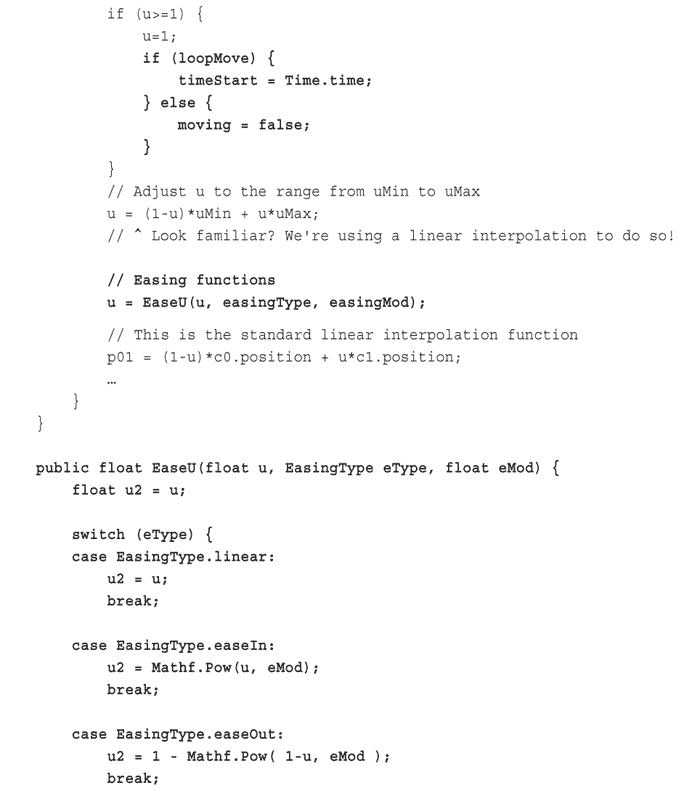 if (u>=1) {
u=1;
if (loopMove) {
timeStart = Time.time;
} else {
moving = false;
}
}
// Adjust u to the range from uMin to uMax
u = (1-u)*uMin + u*uMax;
// ^ Look familiar? We're using a linear interpolation to do so!
// Easing functions
u = EaseU(u, easingType, easingMod);
// This is the standard linear interpolation function
p01 = (1-u)*c0.position + u*c1.position;
…
}
}
public float EaseU(float u, EasingType eType, float eMod) {
float u2 = u;
switch (eType) {
case EasingType.linear:
u2 = u;
break;
case EasingType.easeIn:
u2 = Mathf.Pow(u, eMod);
break;
case EasingType.easeOut:
u2 = 1 - Mathf.Pow( 1-u, eMod );
break;